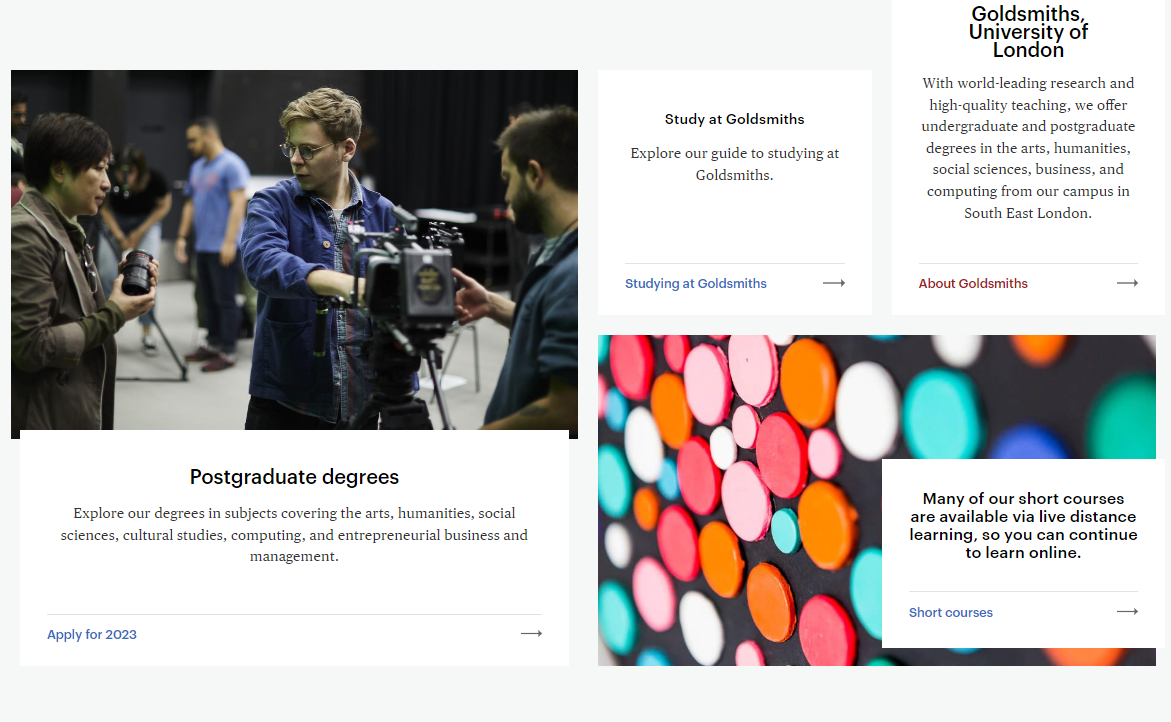 Goldsmiths,
University of
London
With world-leading research and
high-quality teaching, we offer
undergraduate and postgraduate
degrees in the arts, humanities,
social sciences, business, and
computing from our campus in
South East London.
About Goldsmiths
Study at Goldsmiths
Explore our guide to studying at
Goldsmiths.
Studying at Goldsmiths
Postgraduate degrees
Explore our degrees in subjects covering the arts, humanities, social
sciences, cultural studies, computing, and entrepreneurial business and
management.
Apply for 2023
Many of our short courses
are available via live distance
learning, so you can continue
to learn online.
Short courses